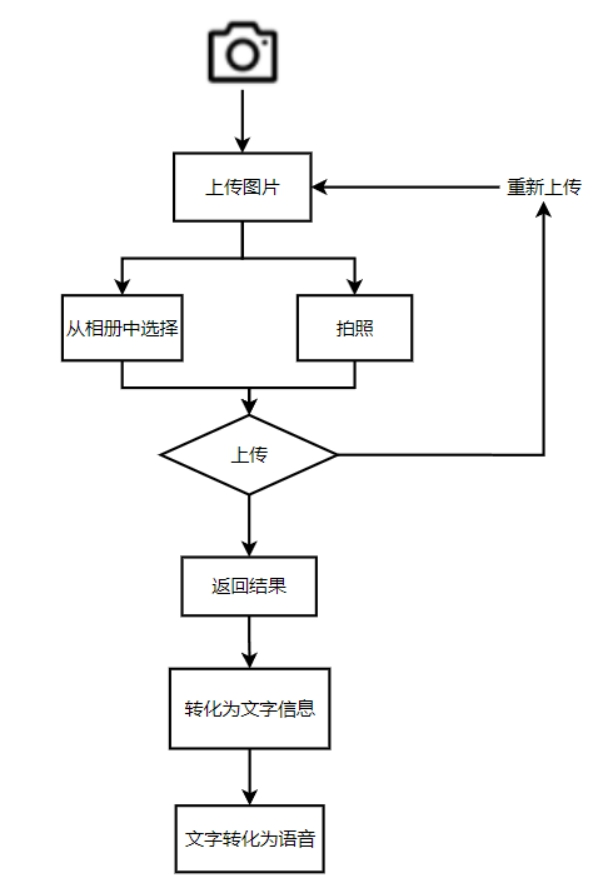 上传图片
重新上传
从相册中选择
拍照
上传
返回结果
转化为文字信息
文字转化为语音